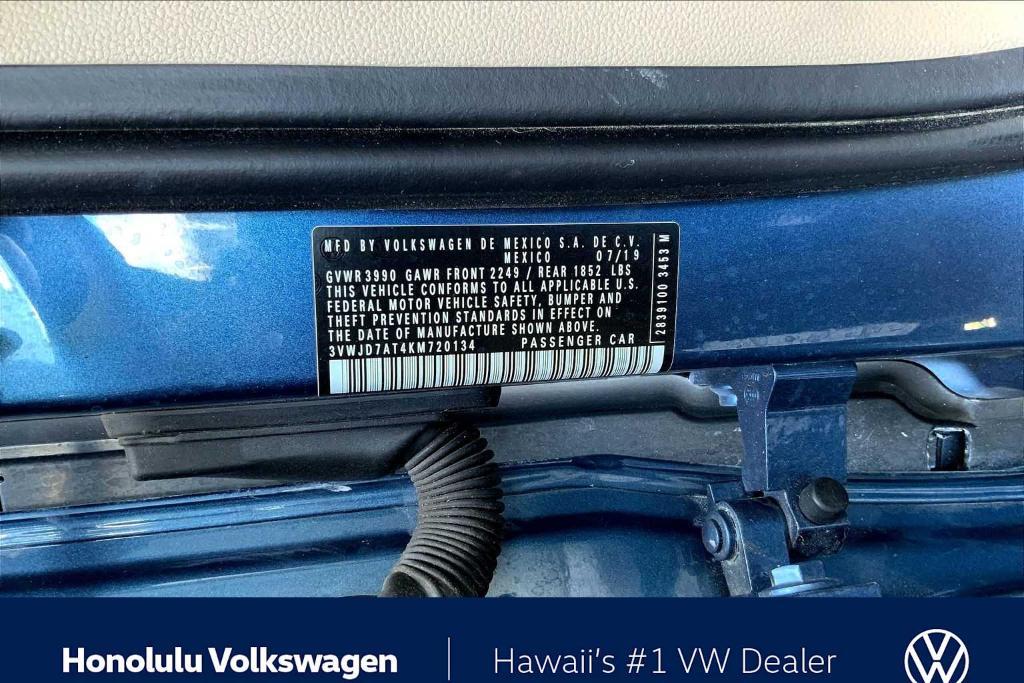 MFD BY VOLKSWAGEN DE MEXICO S.A. DE C.V.
MEXICO 07/19
GVWR 3990 GAWR FRONT 2249 / REAR 1852 LBS
THIS VEHICLE CONFORMS TO ALL APPLICABLE U.S.
FEDERAL MOTOR VEHICLE SAFETY, BUMPER AND
THEFT PREVENTION STANDARDS IN EFFECT ON
THE DATE OF MANUFACTURE SHOWN ABOVE.
3VWJD7AT4KM720134 PASSENGER CAR
2839100 3453 M
Honolulu Volkswagen
Hawaii's #1 VW Dealer